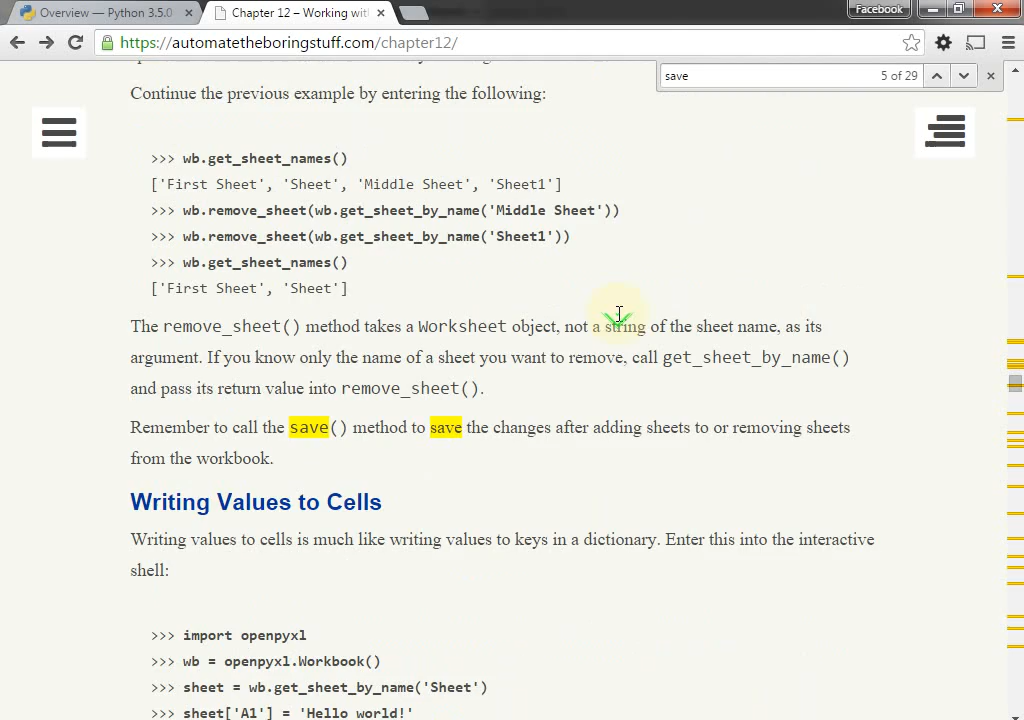 Overview — Python 3.5.0
Chapter 12 – Working wit
Facebook
https://automatetheboringstuff.com/chapter12/
save 5 of 29
Continue the previous example by entering the following:
>>> wb.get_sheet_names()
['First Sheet', 'Sheet', 'Middle Sheet', 'Sheet1']
>>> wb.remove_sheet(wb.get_sheet_by_name('Middle Sheet'))
>>> wb.remove_sheet(wb.get_sheet_by_name('Sheet1'))
>>> wb.get_sheet_names()
['First Sheet', 'Sheet']
The remove_sheet() method takes a Worksheet object, not a string of the sheet name, as its
argument. If you know only the name of a sheet you want to remove, call get_sheet_by_name()
and pass its return value into remove_sheet().
Remember to call the save() method to save the changes after adding sheets to or removing sheets
from the workbook.
Writing Values to Cells
Writing values to cells is much like writing values to keys in a dictionary. Enter this into the interactive
shell:
>>> import openpyxl
>>> wb = openpyxl.Workbook()
>>> sheet = wb.get_sheet_by_name('Sheet')
>>> sheet['A1'] = 'Hello world!'